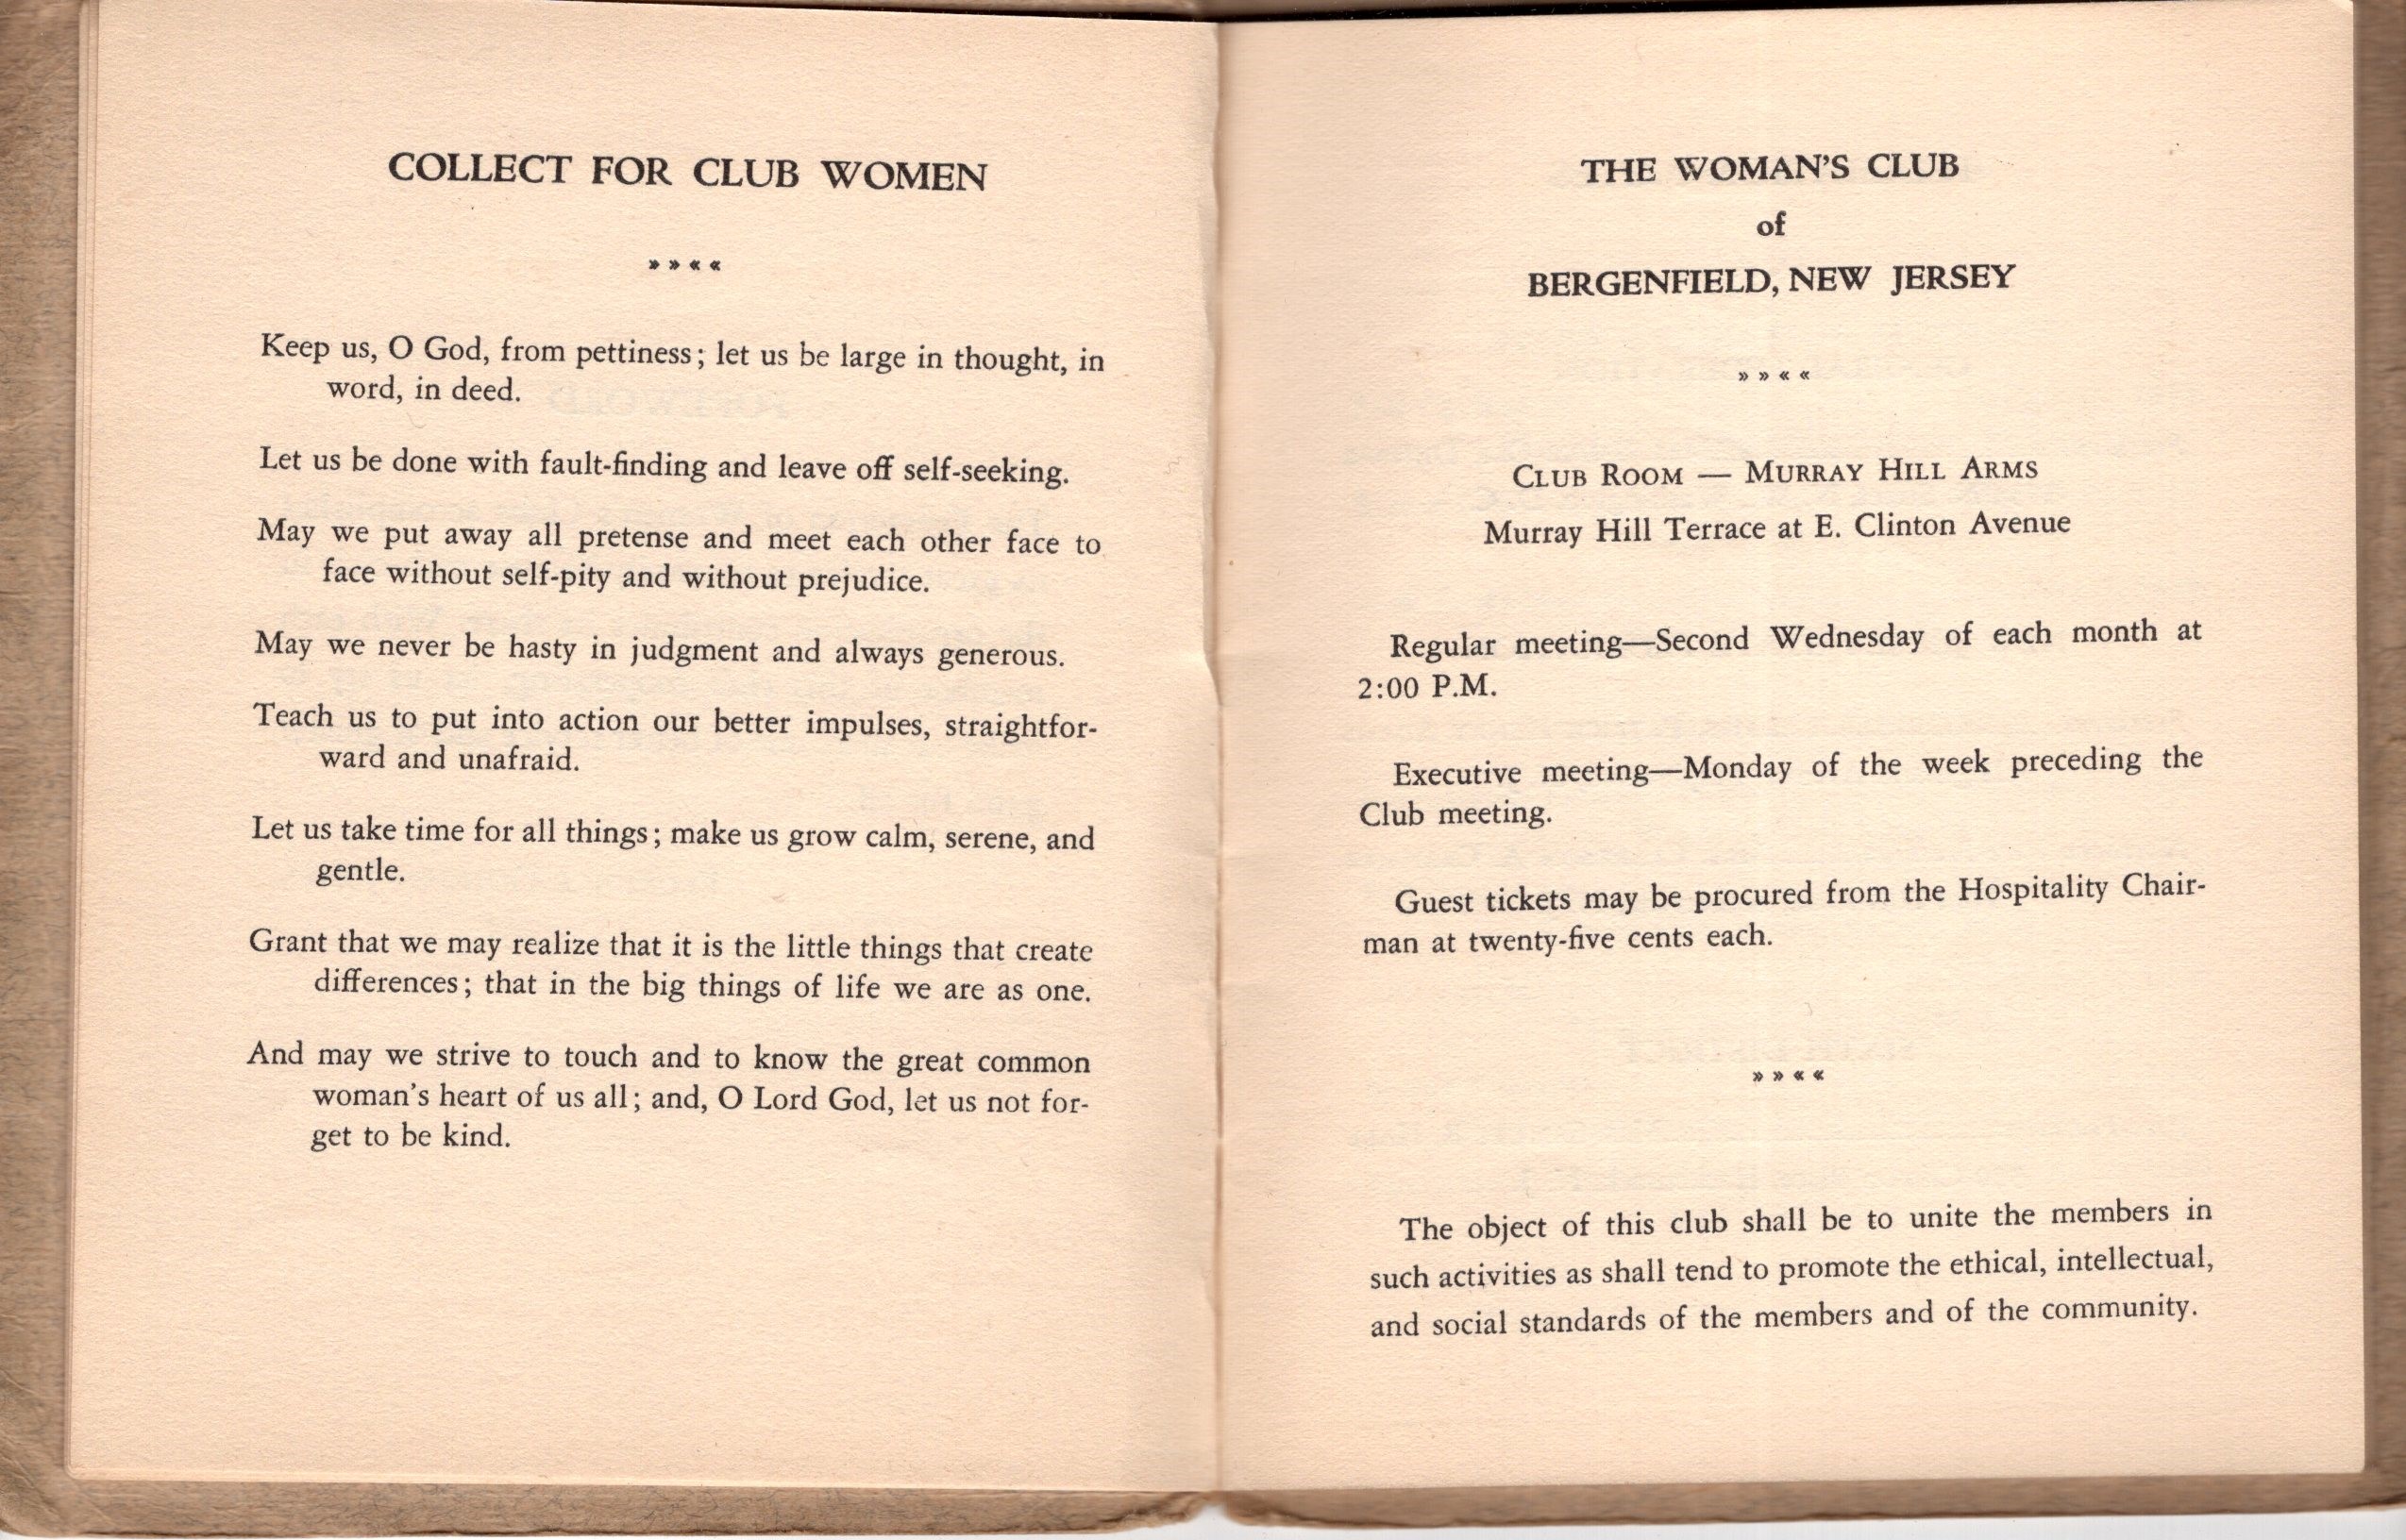 COLLECT FOR CLUB WOMEN
» » « «
Keep us, O God, from pettiness; let us be large in thought, in
word, in deed.
Let us be done with fault-finding and leave off self-seeking.
May we put away all pretense and meet each other face to
face without self-pity and without prejudice.
May we never be hasty in judgment and always generous.
Teach us to put into action our better impulses, straightfor-
ward and unafraid.
Let us take time for all things; make us grow calm, serene, and
gentle.
Grant that we may realize that it is the little things that create
differences; that in the big things of life we are as one.
And may we strive to touch and to know the great common
woman's heart of us all; and, O Lord God, let us not for-
get to be kind.
THE WOMAN'S CLUB
of
BERGENFIELD, NEW JERSEY
» » « «
CLUB ROOM — MURRAY HILL ARMS
Murray Hill Terrace at E. Clinton Avenue
Regular meeting—Second Wednesday of each month at
2:00 P.M.
Executive meeting—Monday of the week preceding the
Club meeting.
Guest tickets may be procured from the Hospitality Chair-
man at twenty-five cents each.
» » « «
The object of this club shall be to unite the members in
such activities as shall tend to promote the ethical, intellectual,
and social standards of the members and of the community.